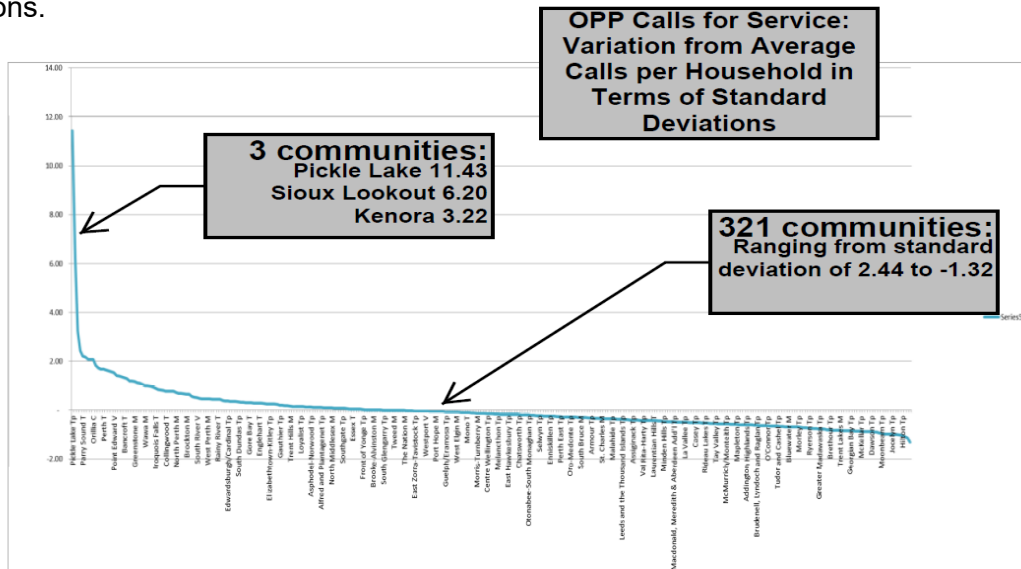 ons.
OPP Calls for Service:
Variation from Average
Calls per Household in
Terms of Standard
Deviations
14.00
12.00
10.00
8.00
6.00
4.00
2.00
-
-2.00
3 communities:
Pickle Lake 11.43
Sioux Lookout 6.20
Kenora 3.22
321 communities:
Ranging from standard
deviation of 2.44 to -1.32
Series
Pickle Lake Tp
Parry Sound T
Orillia C
Perth T
Point Edward V
Bancroft T
Greenstone M
Wawa M
Iroquois Falls T
Collingwood T
North Perth M
Brockton M
South River V
West Perth M
Rainy River T
Edwardsburgh/Cardinal Tp
South Dundas Tp
Gore Bay T
Englehart T
Elizabethtown-Kitley Tp
Gauthier Tp
Trent Hills M
Loyalist Tp
Asphodel-Norwood Tp
Alfred and Plantagenet Tp
North Middlesex M
Southgate Tp
Essex T
Front of Yonge Tp
Brooke-Alvinston M
South Glengarry Tp
Tweed M
The Nation M
East Zorra-Tavistock Tp
Westport V
Port Hope M
Guelph/Eramosa Tp
West Elgin M
Mono T
Morris-Turnberry M
Centre Wellington Tp
Melancthon Tp
East Hawkesbury Tp
Chatsworth Tp
Otonabee-South Monaghan Tp
Selwyn Tp
Enniskillen Tp
Perth East Tp
Oro-Medonte Tp
South Bruce M
Armour Tp
St. Charles M
Malahide Tp
Leeds and the Thousand Islands Tp
Amigari Tp
Val Rita-Harty Tp
Laurentian Hills T
Minden Hills Tp
Macdonald, Meredith & Aberdeen Add'l Tp
La Vallee Tp
Casey Tp
Rideau Lakes Tp
Tay Valley Tp
McMurrich/Monteith Tp
Mapleton Tp
Addington Highlands Tp
Brudenell, Lyndoch and Raglan Tp
O'Connor Tp
Tudor and Cashel Tp
Bluewater M
Morley Tp
Ryerson Tp
Greater Madawaska Tp
Brethour Tp
Trent Lakes M
Georgian Bay Tp
McKellar Tp
Dawson Tp
Moonbeam Tp
Jocelyn Tp
Hilton Tp